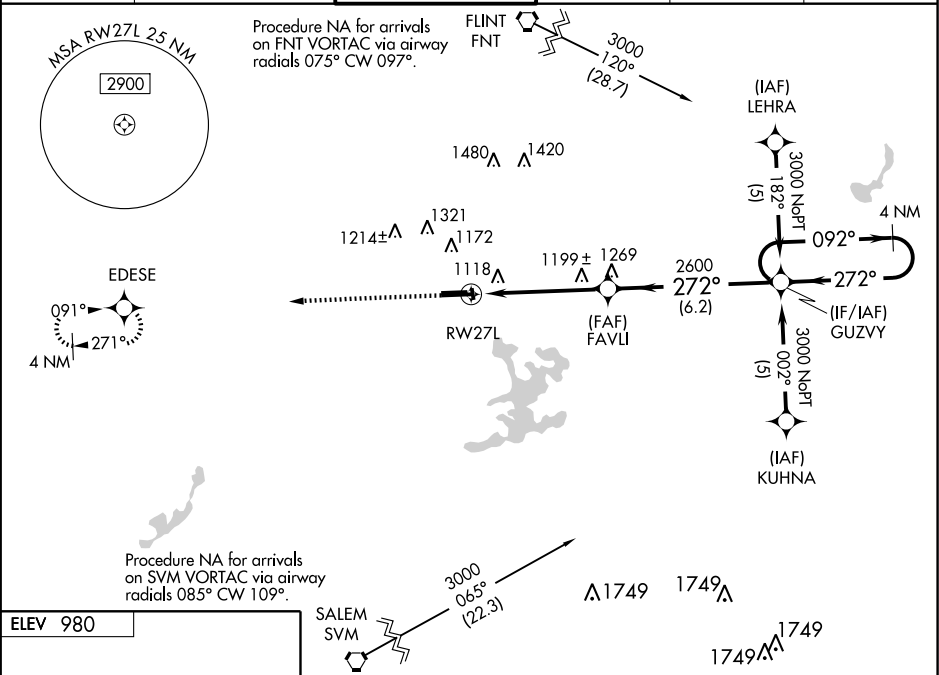 MSA RW27L 25 NM
2900
Procedure NA for arrivals
on FNT VORTAC via airway
radials 075° CW 097°.
FLINT
FNT
3000
120°
(28.7)
(IAF)
LEHRA
3000 NoPT
182°
(5)
4 NM
092°
272°
(IF/IAF)
GUZVY
1480
1420
1321
1214±
1172
1118
1199±
1269
2600
272°
(6.2)
(FAF)
FAVLI
RW27L
EDESE
091°
271°
4 NM
3000 NoPT
002°
(5)
(IAF)
KUHNA
Procedure NA for arrivals
on SVM VORTAC via airway
radials 085° CW 109°.
3000
065°
(22.3)
SALEM
SVM
1749
1749
1749
1749
ELEV 980